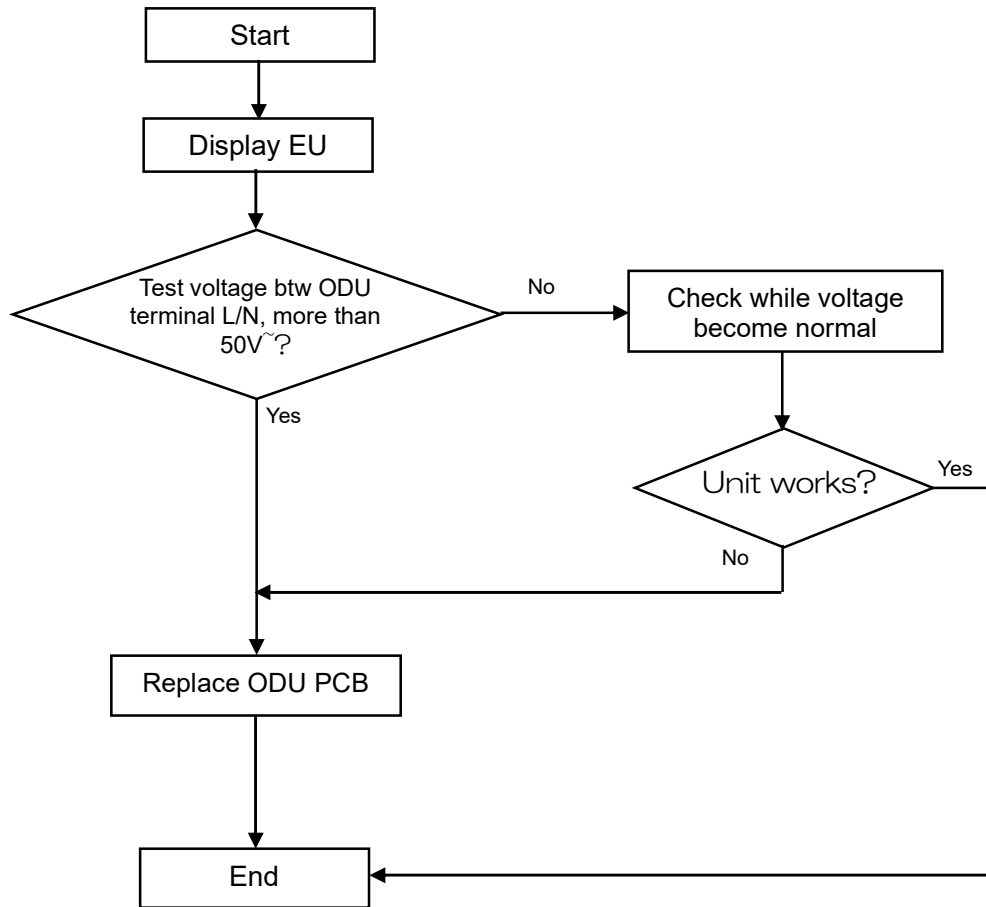 Start
Display EU
Test voltage btw ODU
terminal L/N, more than
50V~?
No
Check while voltage
become normal
Yes
Unit works?
Yes
No
Replace ODU PCB
End